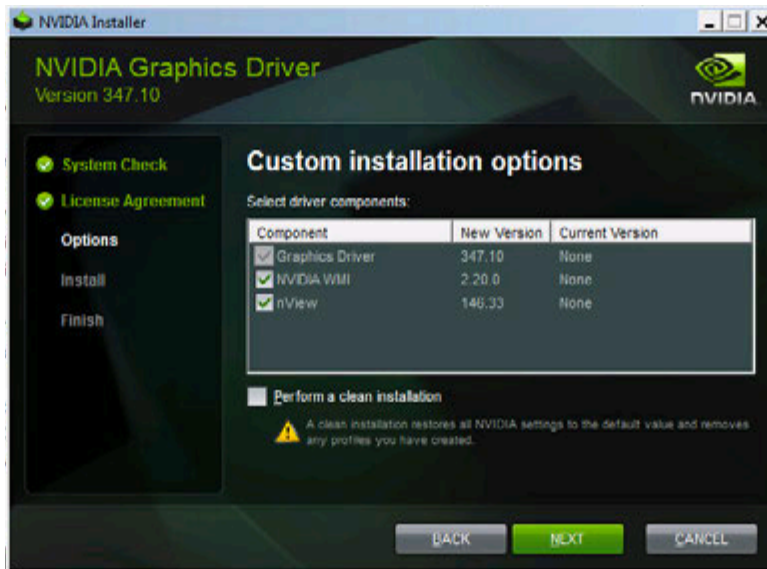 NVIDIA Installer
NVIDIA Graphics Driver
Version 347.10
NVIDIA.
System Check
License Agreement
Options
Install
Finish
Custom installation options
Select driver components:
Component New Version Current Version
Graphics Driver 347.10 None
NVIDIA WMI 2.20.0 None
nView 146.33 None
Perform a clean installation
A clean installation restores all NVIDIA settings to the default value and removes
any profiles you have created.
BACK NEXT CANCEL